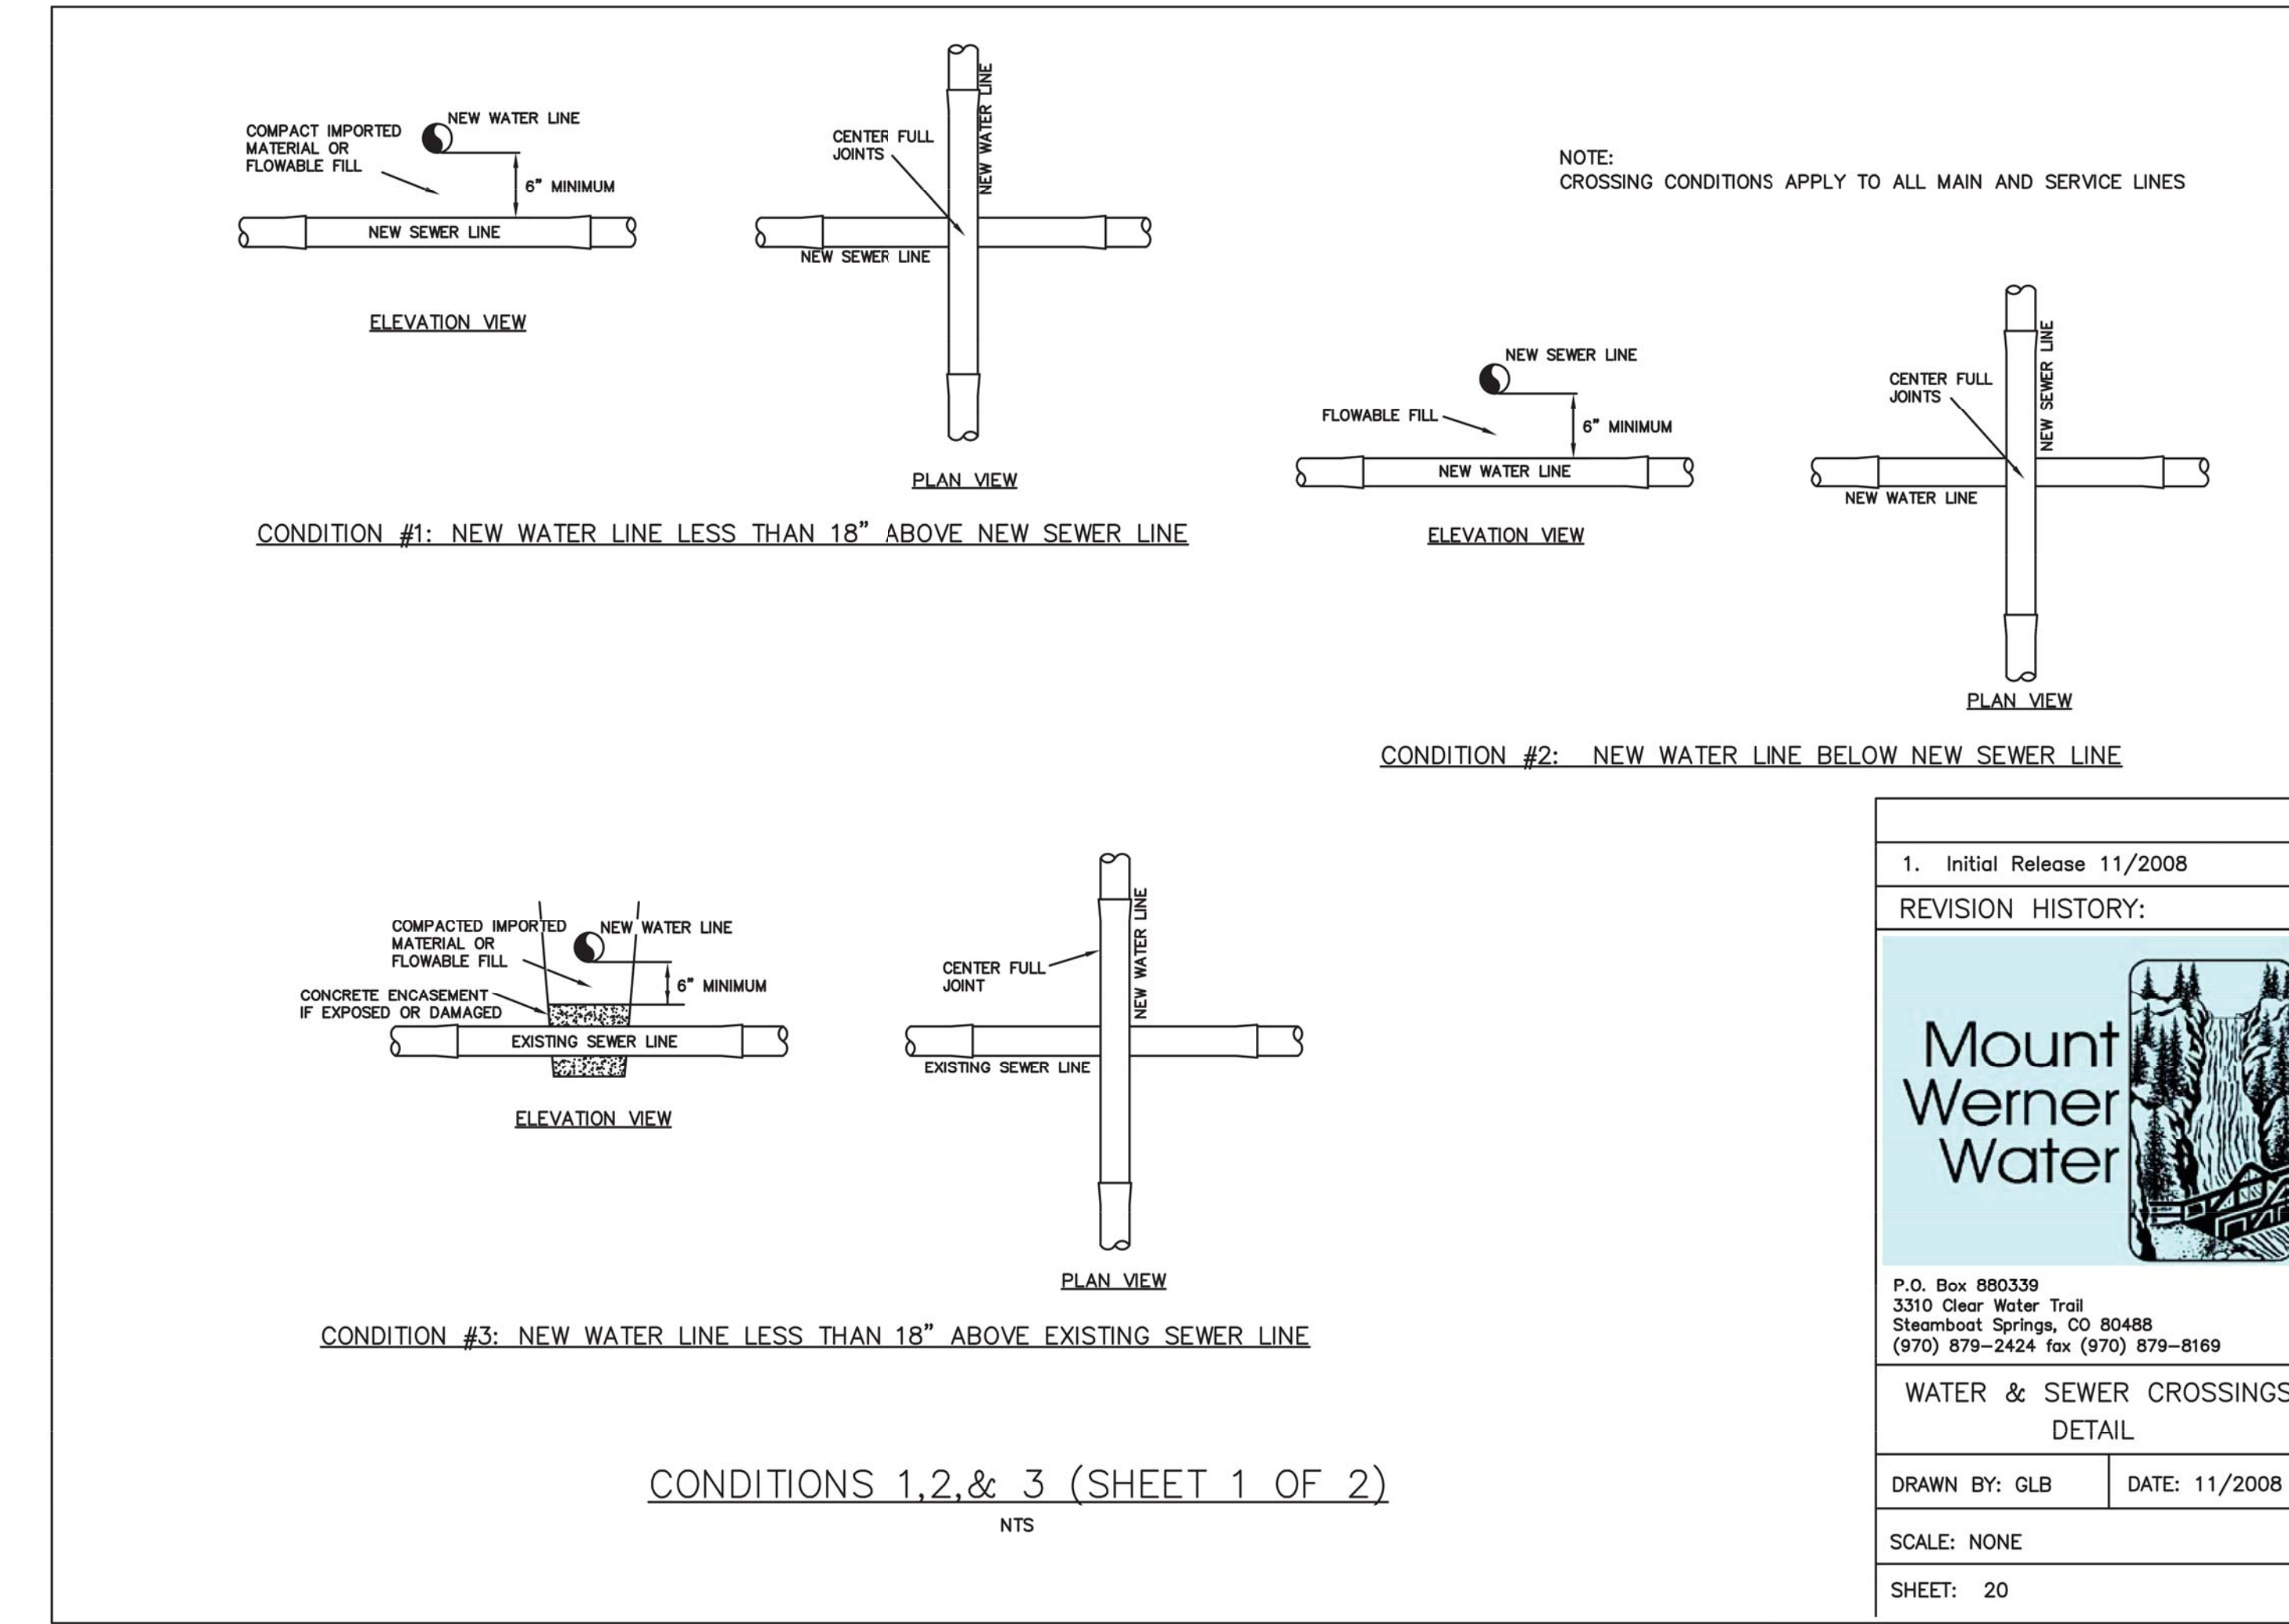 COMPACT IMPORTED
MATERIAL OR
FLOWABLE FILL
NEW WATER LINE
6" MINIMUM
NEW SEWER LINE
ELEVATION VIEW
CENTER FULL
JOINTS
NEW WATER LINE
NEW SEWER LINE
PLAN VIEW
CONDITION #1: NEW WATER LINE LESS THAN 18" ABOVE NEW SEWER LINE
NOTE:
CROSSING CONDITIONS APPLY TO ALL MAIN AND SERVICE LINES
NEW SEWER LINE
FLOWABLE FILL
6" MINIMUM
NEW WATER LINE
ELEVATION VIEW
CENTER FULL
JOINTS
NEW SEWER LINE
NEW WATER LINE
PLAN VIEW
CONDITION #2: NEW WATER LINE BELOW NEW SEWER LINE
COMPACTED IMPORTED
MATERIAL OR
FLOWABLE FILL
NEW WATER LINE
6" MINIMUM
CONCRETE ENCASEMENT
IF EXPOSED OR DAMAGED
EXISTING SEWER LINE
ELEVATION VIEW
CENTER FULL
JOINT
NEW WATER LINE
EXISTING SEWER LINE
PLAN VIEW
CONDITION #3: NEW WATER LINE LESS THAN 18" ABOVE EXISTING SEWER LINE
CONDITIONS 1,2,& 3 (SHEET 1 OF 2)
NTS
1. Initial Release 11/2008
REVISION HISTORY:
Mount
Werner
Water
P.O. Box 880339
3310 Clear Water Trail
Steamboat Springs, CO 80488
(970) 879-2424 fax (970) 879-8169
WATER & SEWER CROSSINGS
DETAIL
DRAWN BY: GLB
DATE: 11/2008
SCALE: NONE
SHEET: 20